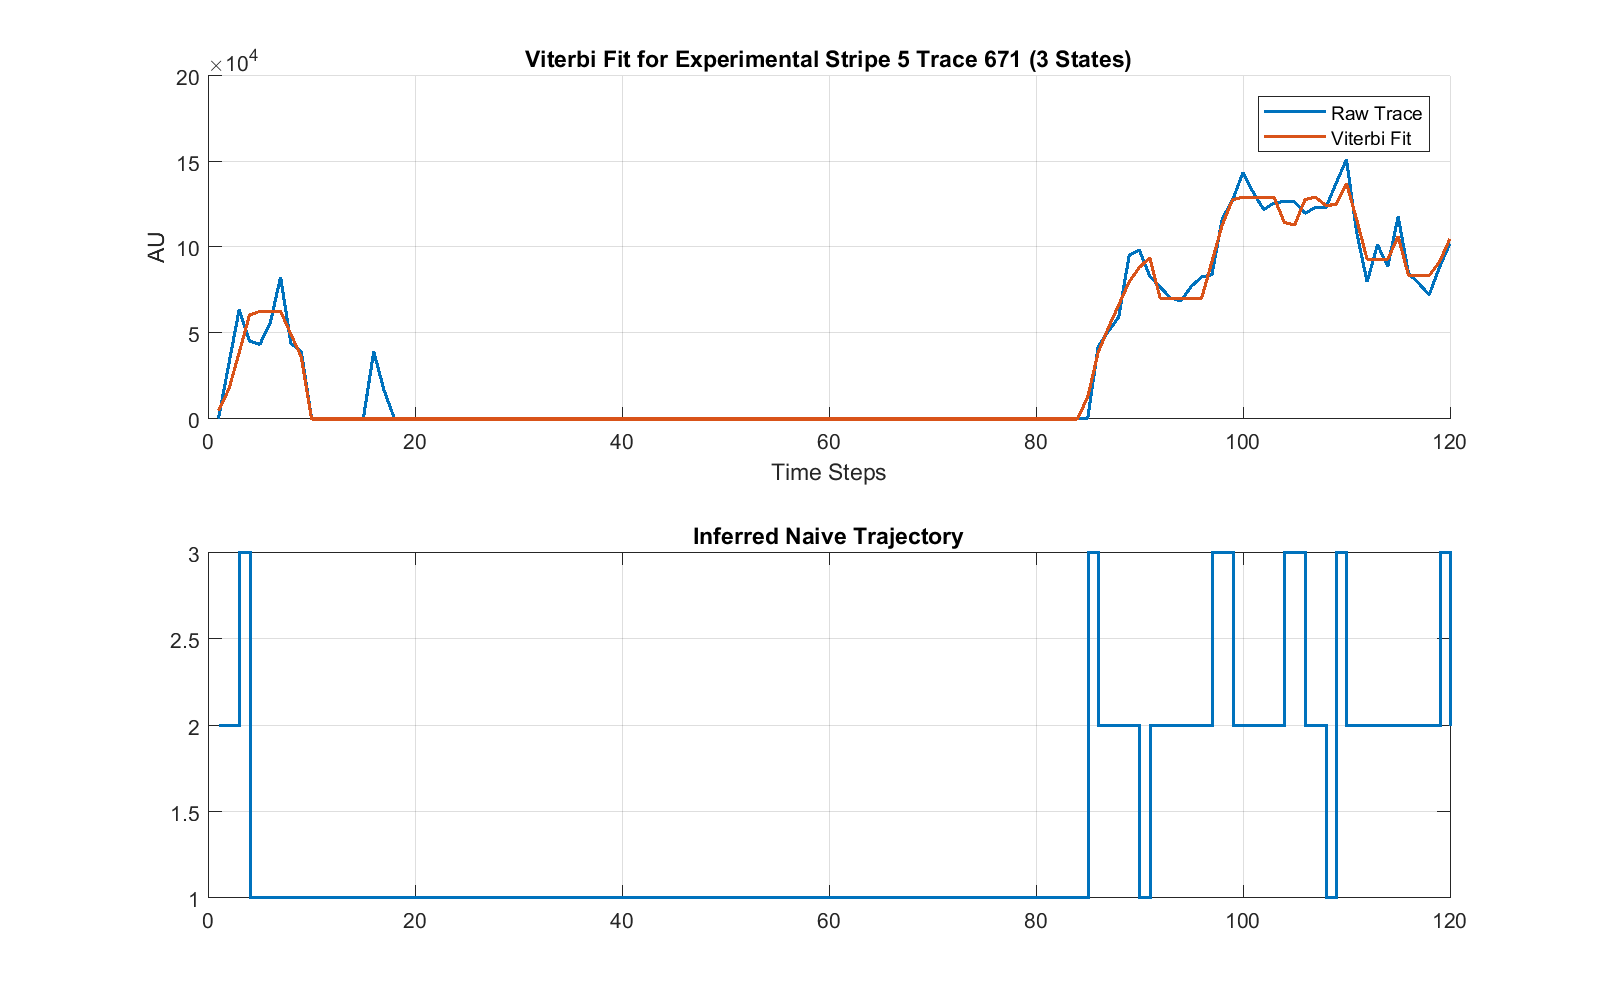 Viterbi Fit for Experimental Stripe 5 Trace 671 (3 States)
×10^4
20
15
10
5
0
AU
Raw Trace
Viterbi Fit
0 20 40 60 80 100 120
Time Steps
Inferred Naive Trajectory
3
2.5
2
1.5
1
0 20 40 60 80 100 120